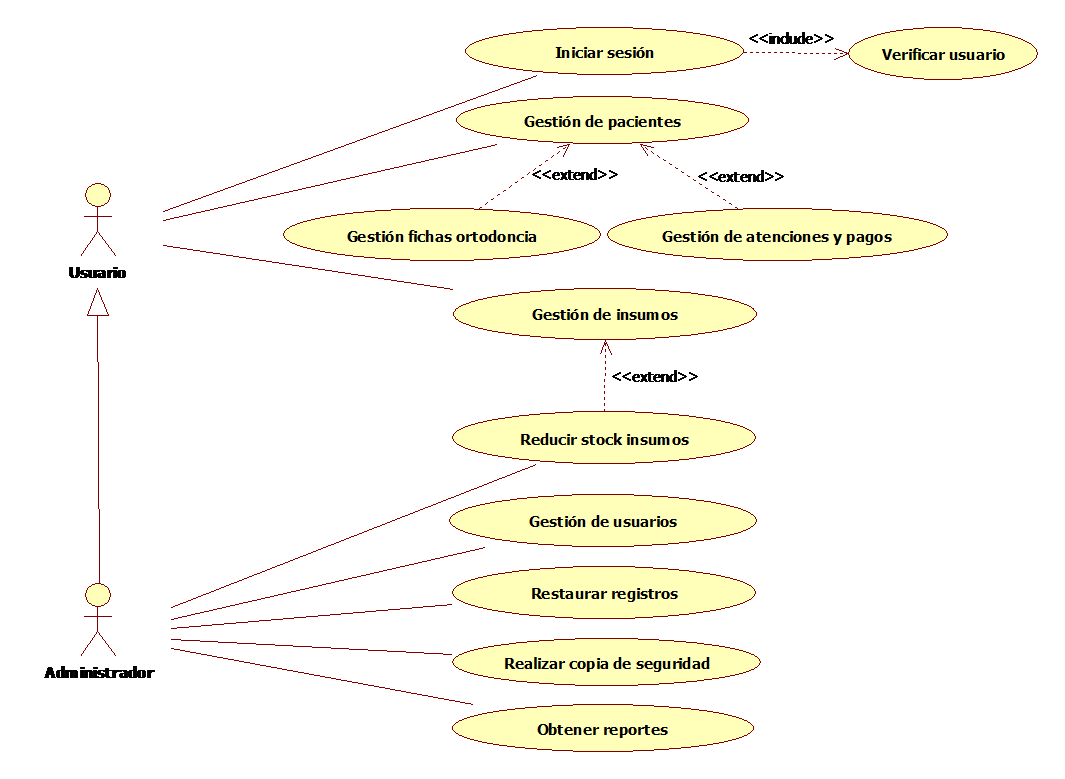 Iniciar sesión
<<include>>
Verificar usuario
Gestión de pacientes
<<extend>>
<<extend>>
Gestión fichas ortodoncia
Gestión de atenciones y pagos
Usuario
Gestión de insumos
<<extend>>
Reducir stock insumos
Gestión de usuarios
Restaurar registros
Realizar copia de seguridad
Administrador
Obtener reportes